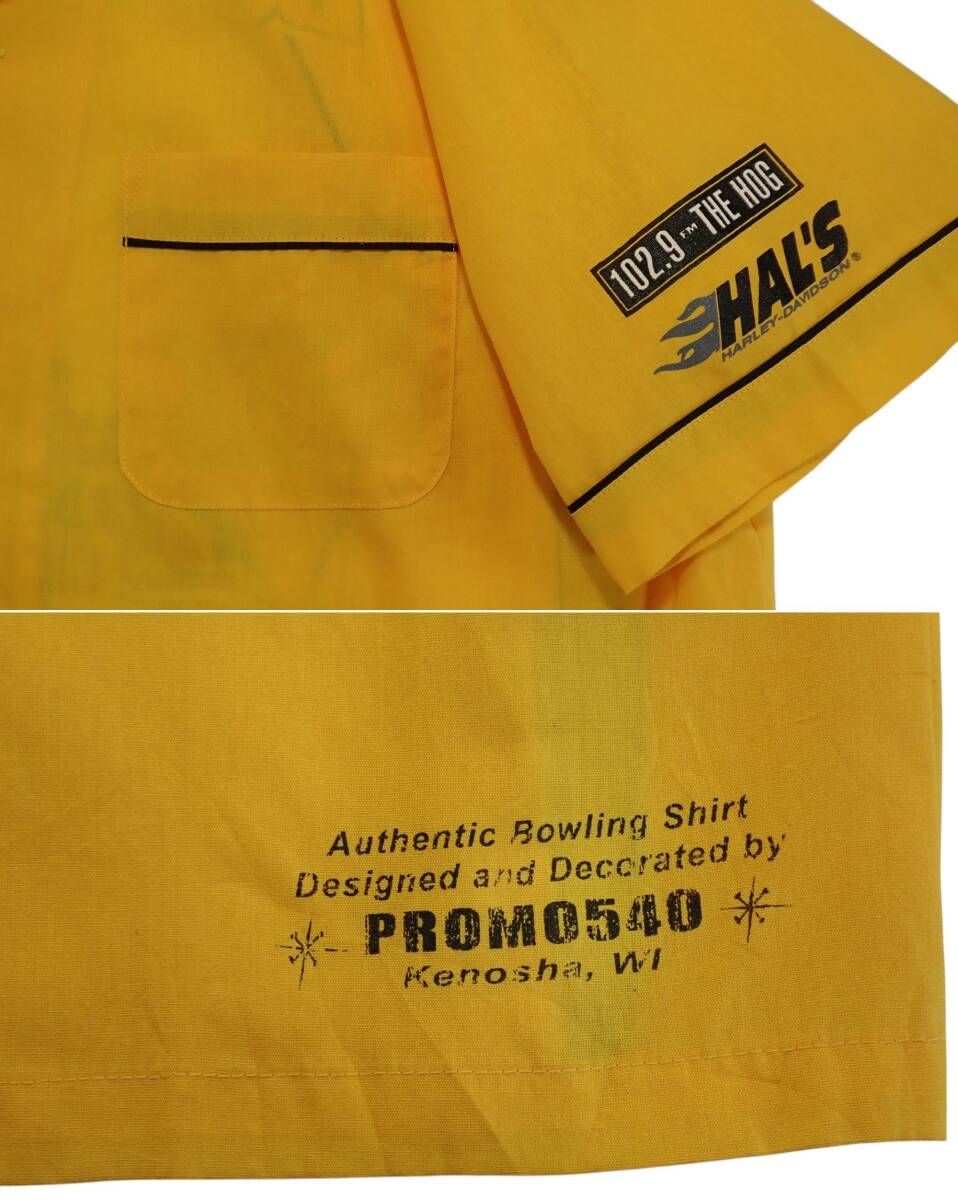 102.9 FM THE HOG
HAL'S
HARLEY-DAVIDSON®
Authentic Bowling Shirt
Designed and Decorated by
PROMO540
Kenosha, WI